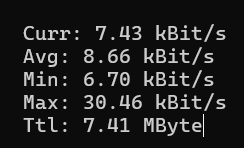 Curr: 7.43 kBit/s
Avg: 8.66 kBit/s
Min: 6.70 kBit/s
Max: 30.46 kBit/s
Ttl: 7.41 MByte